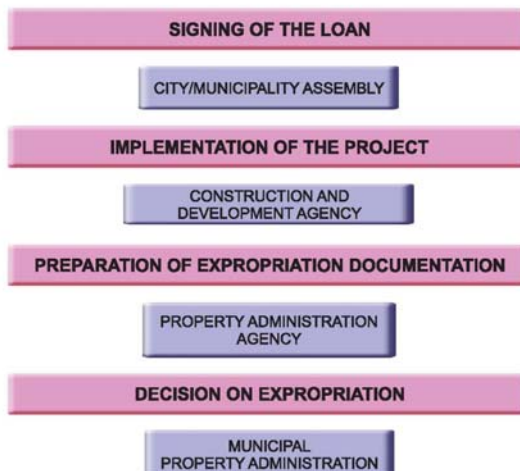 SIGNING OF THE LOAN
CITY/MUNICIPALITY ASSEMBLY
IMPLEMENTATION OF THE PROJECT
CONSTRUCTION AND
DEVELOPMENT AGENCY
PREPARATION OF EXPROPRIATION DOCUMENTATION
PROPERTY ADMINISTRATION
AGENCY
DECISION ON EXPROPRIATION
MUNICIPAL
PROPERTY ADMINISTRATION